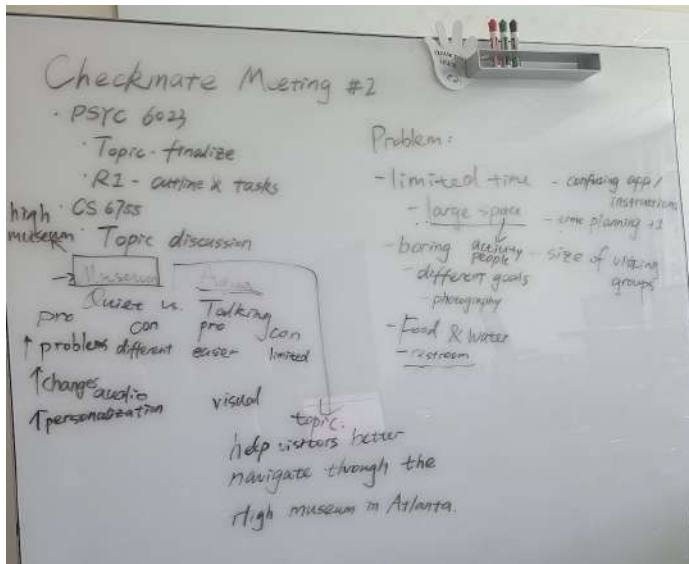 Checkmate Meeting #2
· PSYC 6023
· Topic - finalize
· R1 - outline & tasks
· CS 6755
high museum
· Topic discussion
→ Museum
Aqua
Quiet vs. Talking
pro con pro con
↑ problems different easier limited
↑ changes audio
↑ personalization visual
topic:
help visitors better
navigate through the
High museum in Atlanta.
Problem:
- limited time - confusing app / instructions
- large space - time planning +1
- boring activity people - size of visiting groups
- different goals
- photography
- Food & Water
- restroom